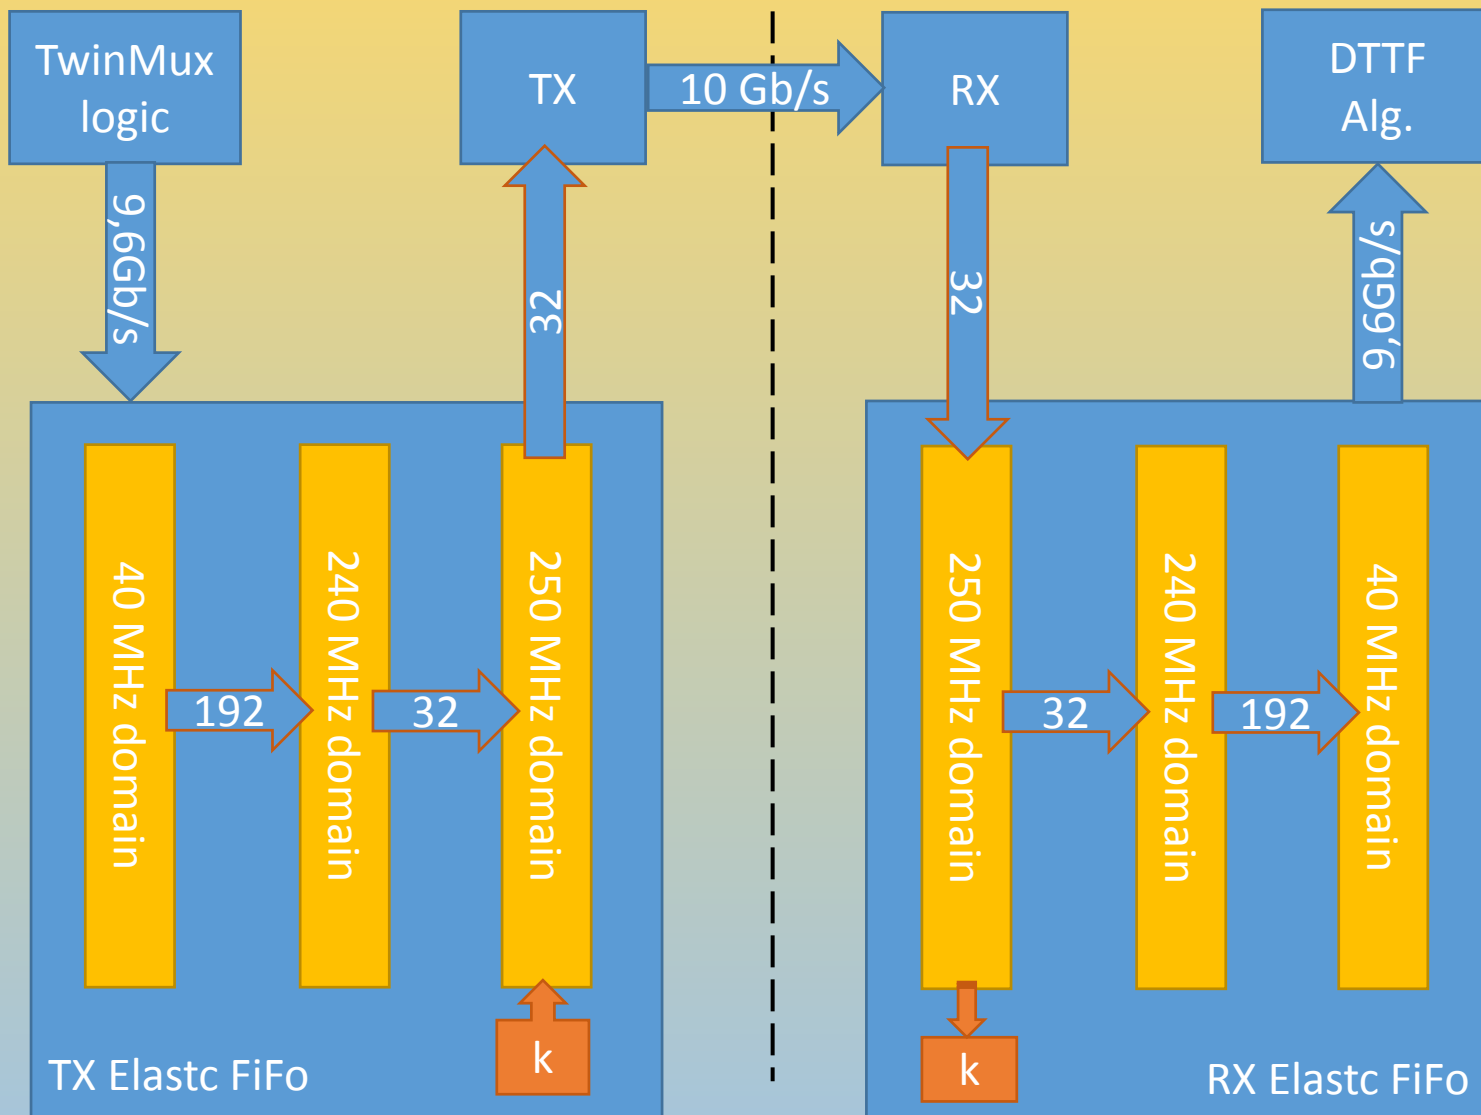 TwinMux
logic
TX
10 Gb/s
RX
DTTF
Alg.
9,6Gb/s
32
32
9,6Gb/s
40 MHz domain
192
240 MHz domain
32
250 MHz domain
250 MHz domain
32
240 MHz domain
192
40 MHz domain
k
k
TX Elastc FiFo
RX Elastc FiFo